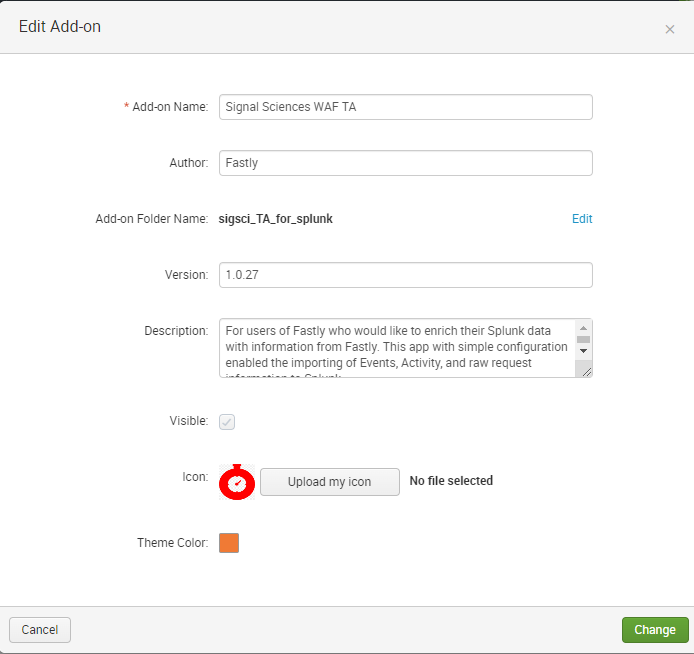 Edit Add-on
×
* Add-on Name: Signal Sciences WAF TA
Author: Fastly
Add-on Folder Name: sigsci_TA_for_splunk Edit
Version: 1.0.27
Description: For users of Fastly who would like to enrich their Splunk data
with information from Fastly. This app with simple configuration
enabled the importing of Events, Activity, and raw request
information to Splunk
Visible:
Icon: Upload my icon No file selected
Theme Color:
Cancel Change